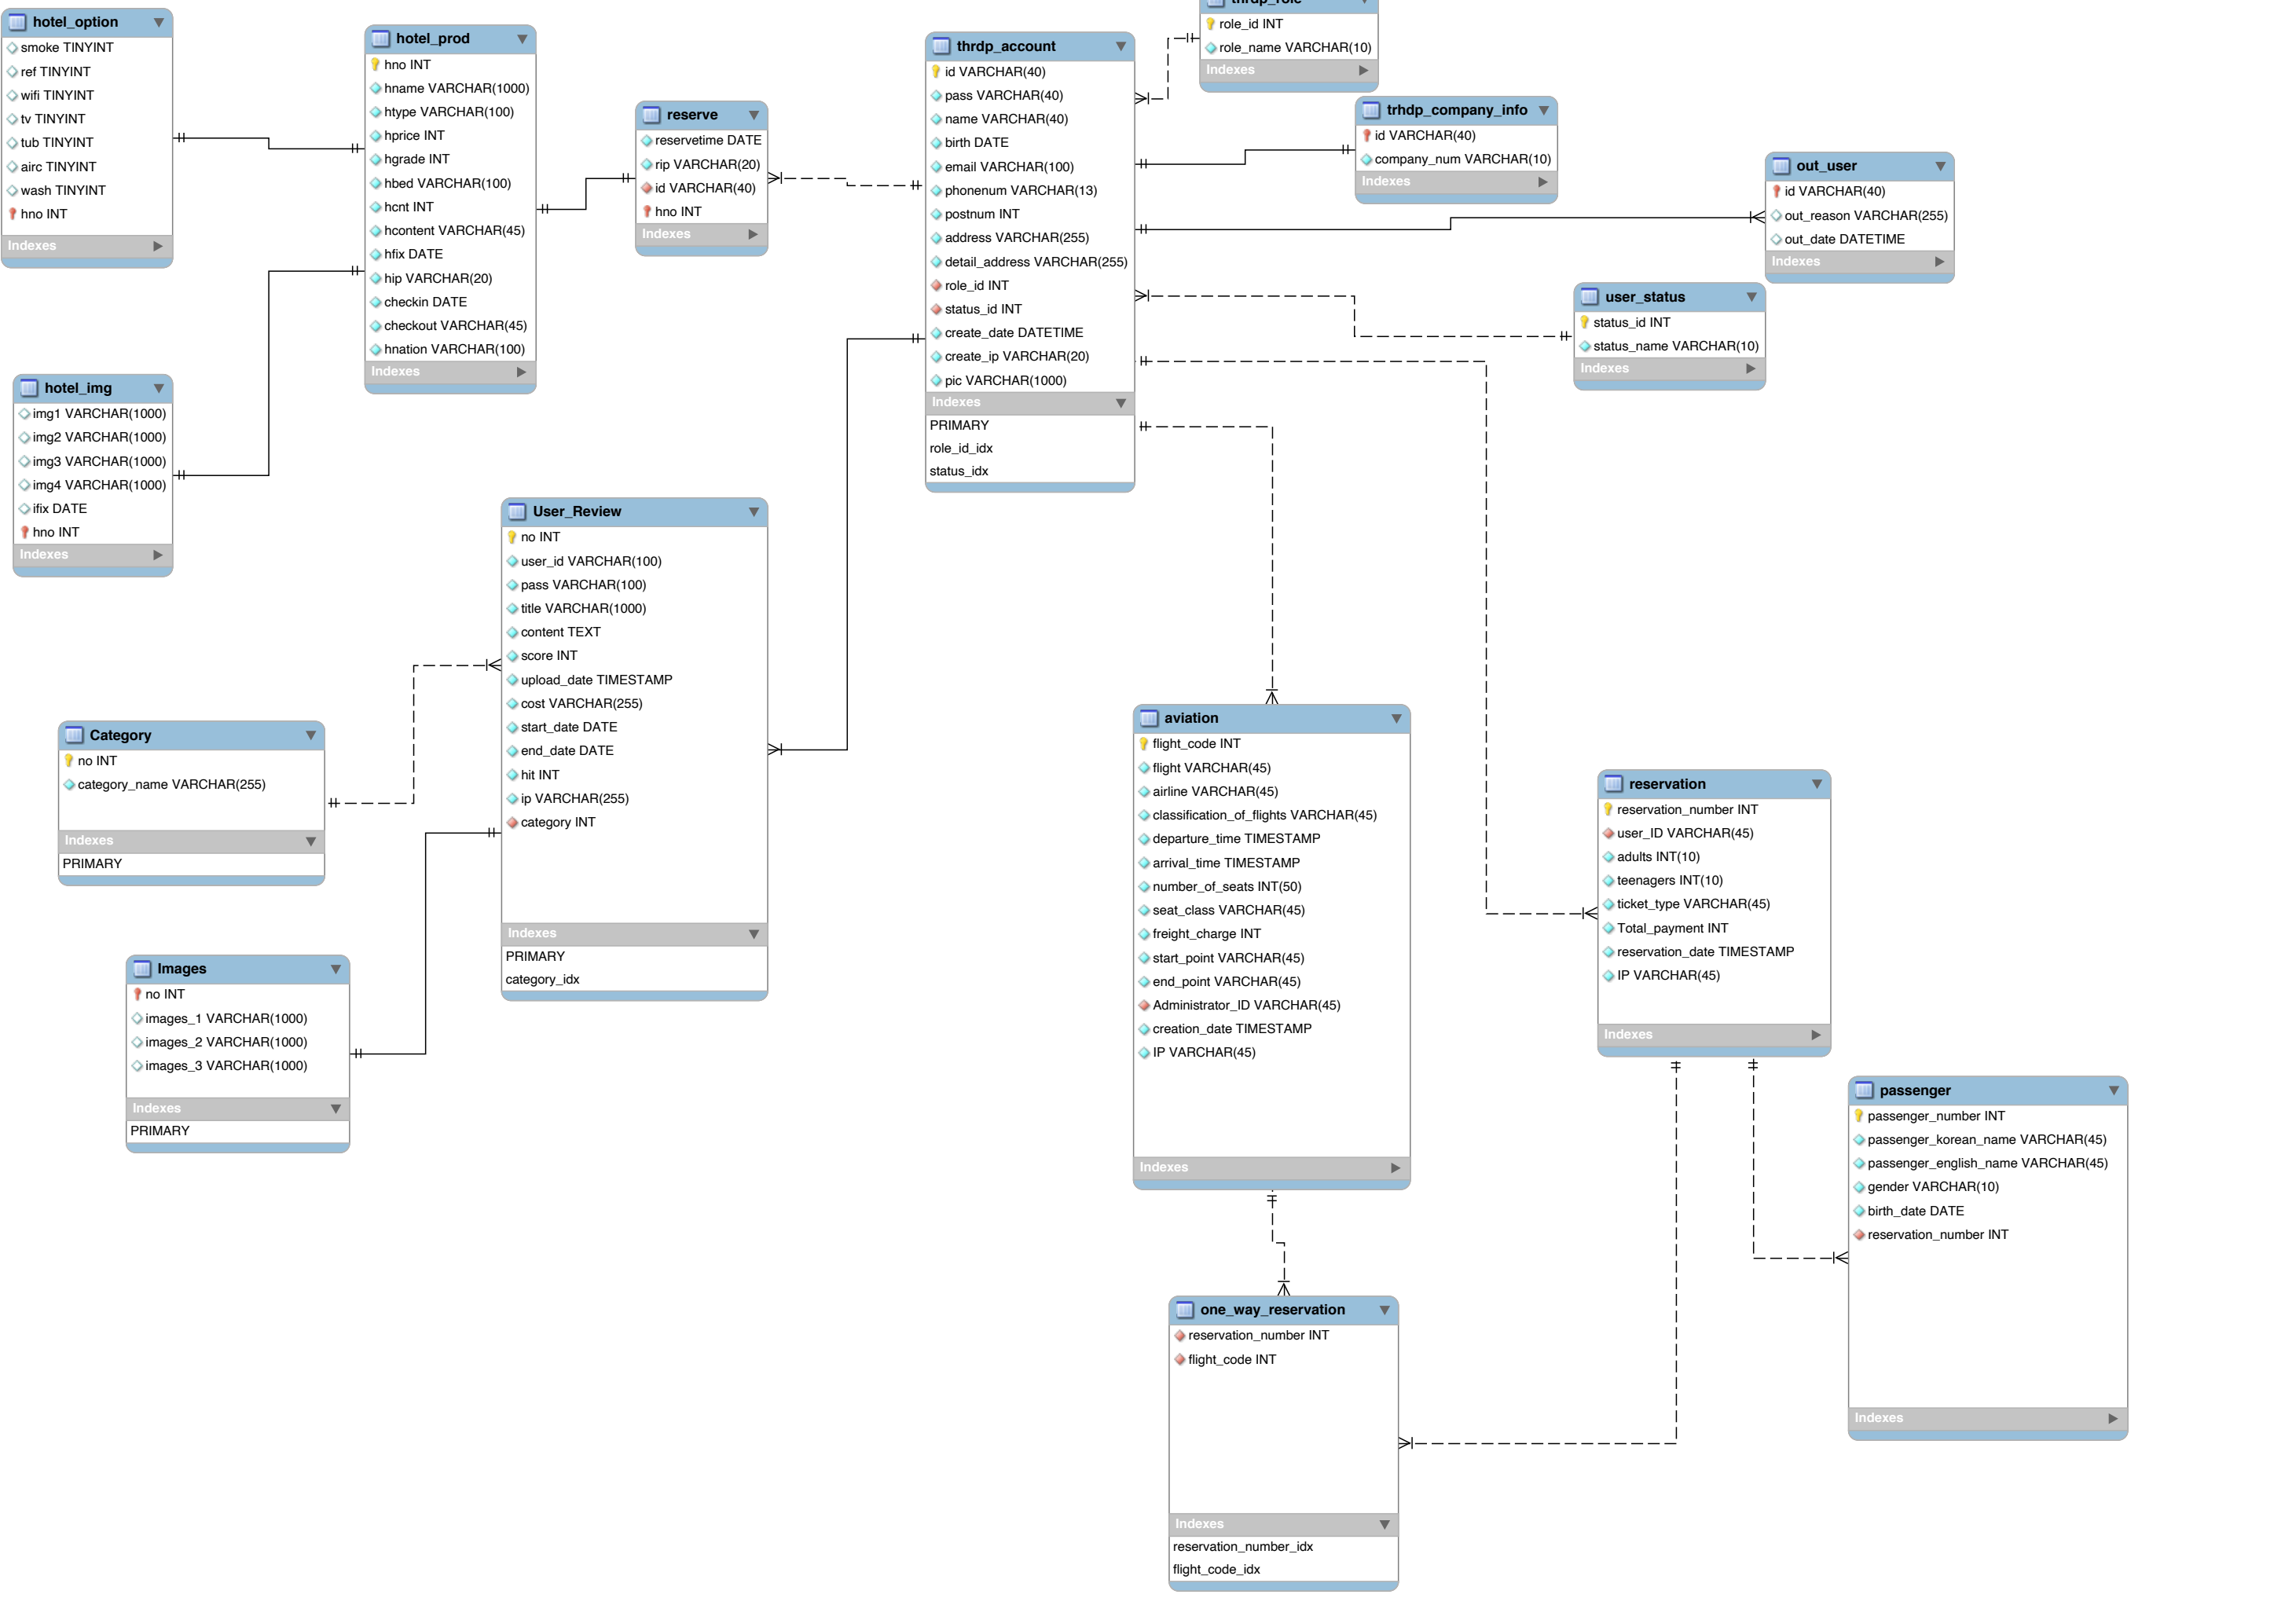 hotel_option
smoke TINYINT
ref TINYINT
wifi TINYINT
tv TINYINT
tub TINYINT
airc TINYINT
wash TINYINT
hno INT
Indexes
hotel_prod
hno INT
hname VARCHAR(1000)
htype VARCHAR(100)
hprice INT
hgrade INT
hbed VARCHAR(100)
hcnt INT
hcontent VARCHAR(45)
hfix DATE
hip VARCHAR(20)
checkin DATE
checkout VARCHAR(45)
hnation VARCHAR(100)
Indexes
reserve
reservetime DATE
rip VARCHAR(20)
id VARCHAR(40)
hno INT
Indexes
thrdp_account
id VARCHAR(40)
pass VARCHAR(40)
name VARCHAR(40)
birth DATE
email VARCHAR(100)
phonenum VARCHAR(13)
postnum INT
address VARCHAR(255)
detail_address VARCHAR(255)
role_id INT
status_id INT
create_date DATETIME
create_ip VARCHAR(20)
pic VARCHAR(1000)
Indexes
PRIMARY
role_id_idx
status_idx
thrdp_role
role_id INT
role_name VARCHAR(10)
Indexes
trhdp_company_info
id VARCHAR(40)
company_num VARCHAR(10)
Indexes
out_user
id VARCHAR(40)
out_reason VARCHAR(255)
out_date DATETIME
Indexes
user_status
status_id INT
status_name VARCHAR(10)
Indexes
hotel_img
img1 VARCHAR(1000)
img2 VARCHAR(1000)
img3 VARCHAR(1000)
img4 VARCHAR(1000)
ifix DATE
hno INT
Indexes
User_Review
no INT
user_id VARCHAR(100)
pass VARCHAR(100)
title VARCHAR(1000)
content TEXT
score INT
upload_date TIMESTAMP
cost VARCHAR(255)
start_date DATE
end_date DATE
hit INT
ip VARCHAR(255)
category INT
Indexes
PRIMARY
category_idx
Category
no INT
category_name VARCHAR(255)
Indexes
PRIMARY
Images
no INT
images_1 VARCHAR(1000)
images_2 VARCHAR(1000)
images_3 VARCHAR(1000)
Indexes
PRIMARY
aviation
flight_code INT
flight VARCHAR(45)
airline VARCHAR(45)
classification_of_flights VARCHAR(45)
departure_time TIMESTAMP
arrival_time TIMESTAMP
number_of_seats INT(50)
seat_class VARCHAR(45)
freight_charge INT
start_point VARCHAR(45)
end_point VARCHAR(45)
Administrator_ID VARCHAR(45)
creation_date TIMESTAMP
IP VARCHAR(45)
Indexes
reservation
reservation_number INT
user_ID VARCHAR(45)
adults INT(10)
teenagers INT(10)
ticket_type VARCHAR(45)
Total_payment INT
reservation_date TIMESTAMP
IP VARCHAR(45)
Indexes
passenger
passenger_number INT
passenger_korean_name VARCHAR(45)
passenger_english_name VARCHAR(45)
gender VARCHAR(10)
birth_date DATE
reservation_number INT
Indexes
one_way_reservation
reservation_number INT
flight_code INT
Indexes
reservation_number_idx
flight_code_idx